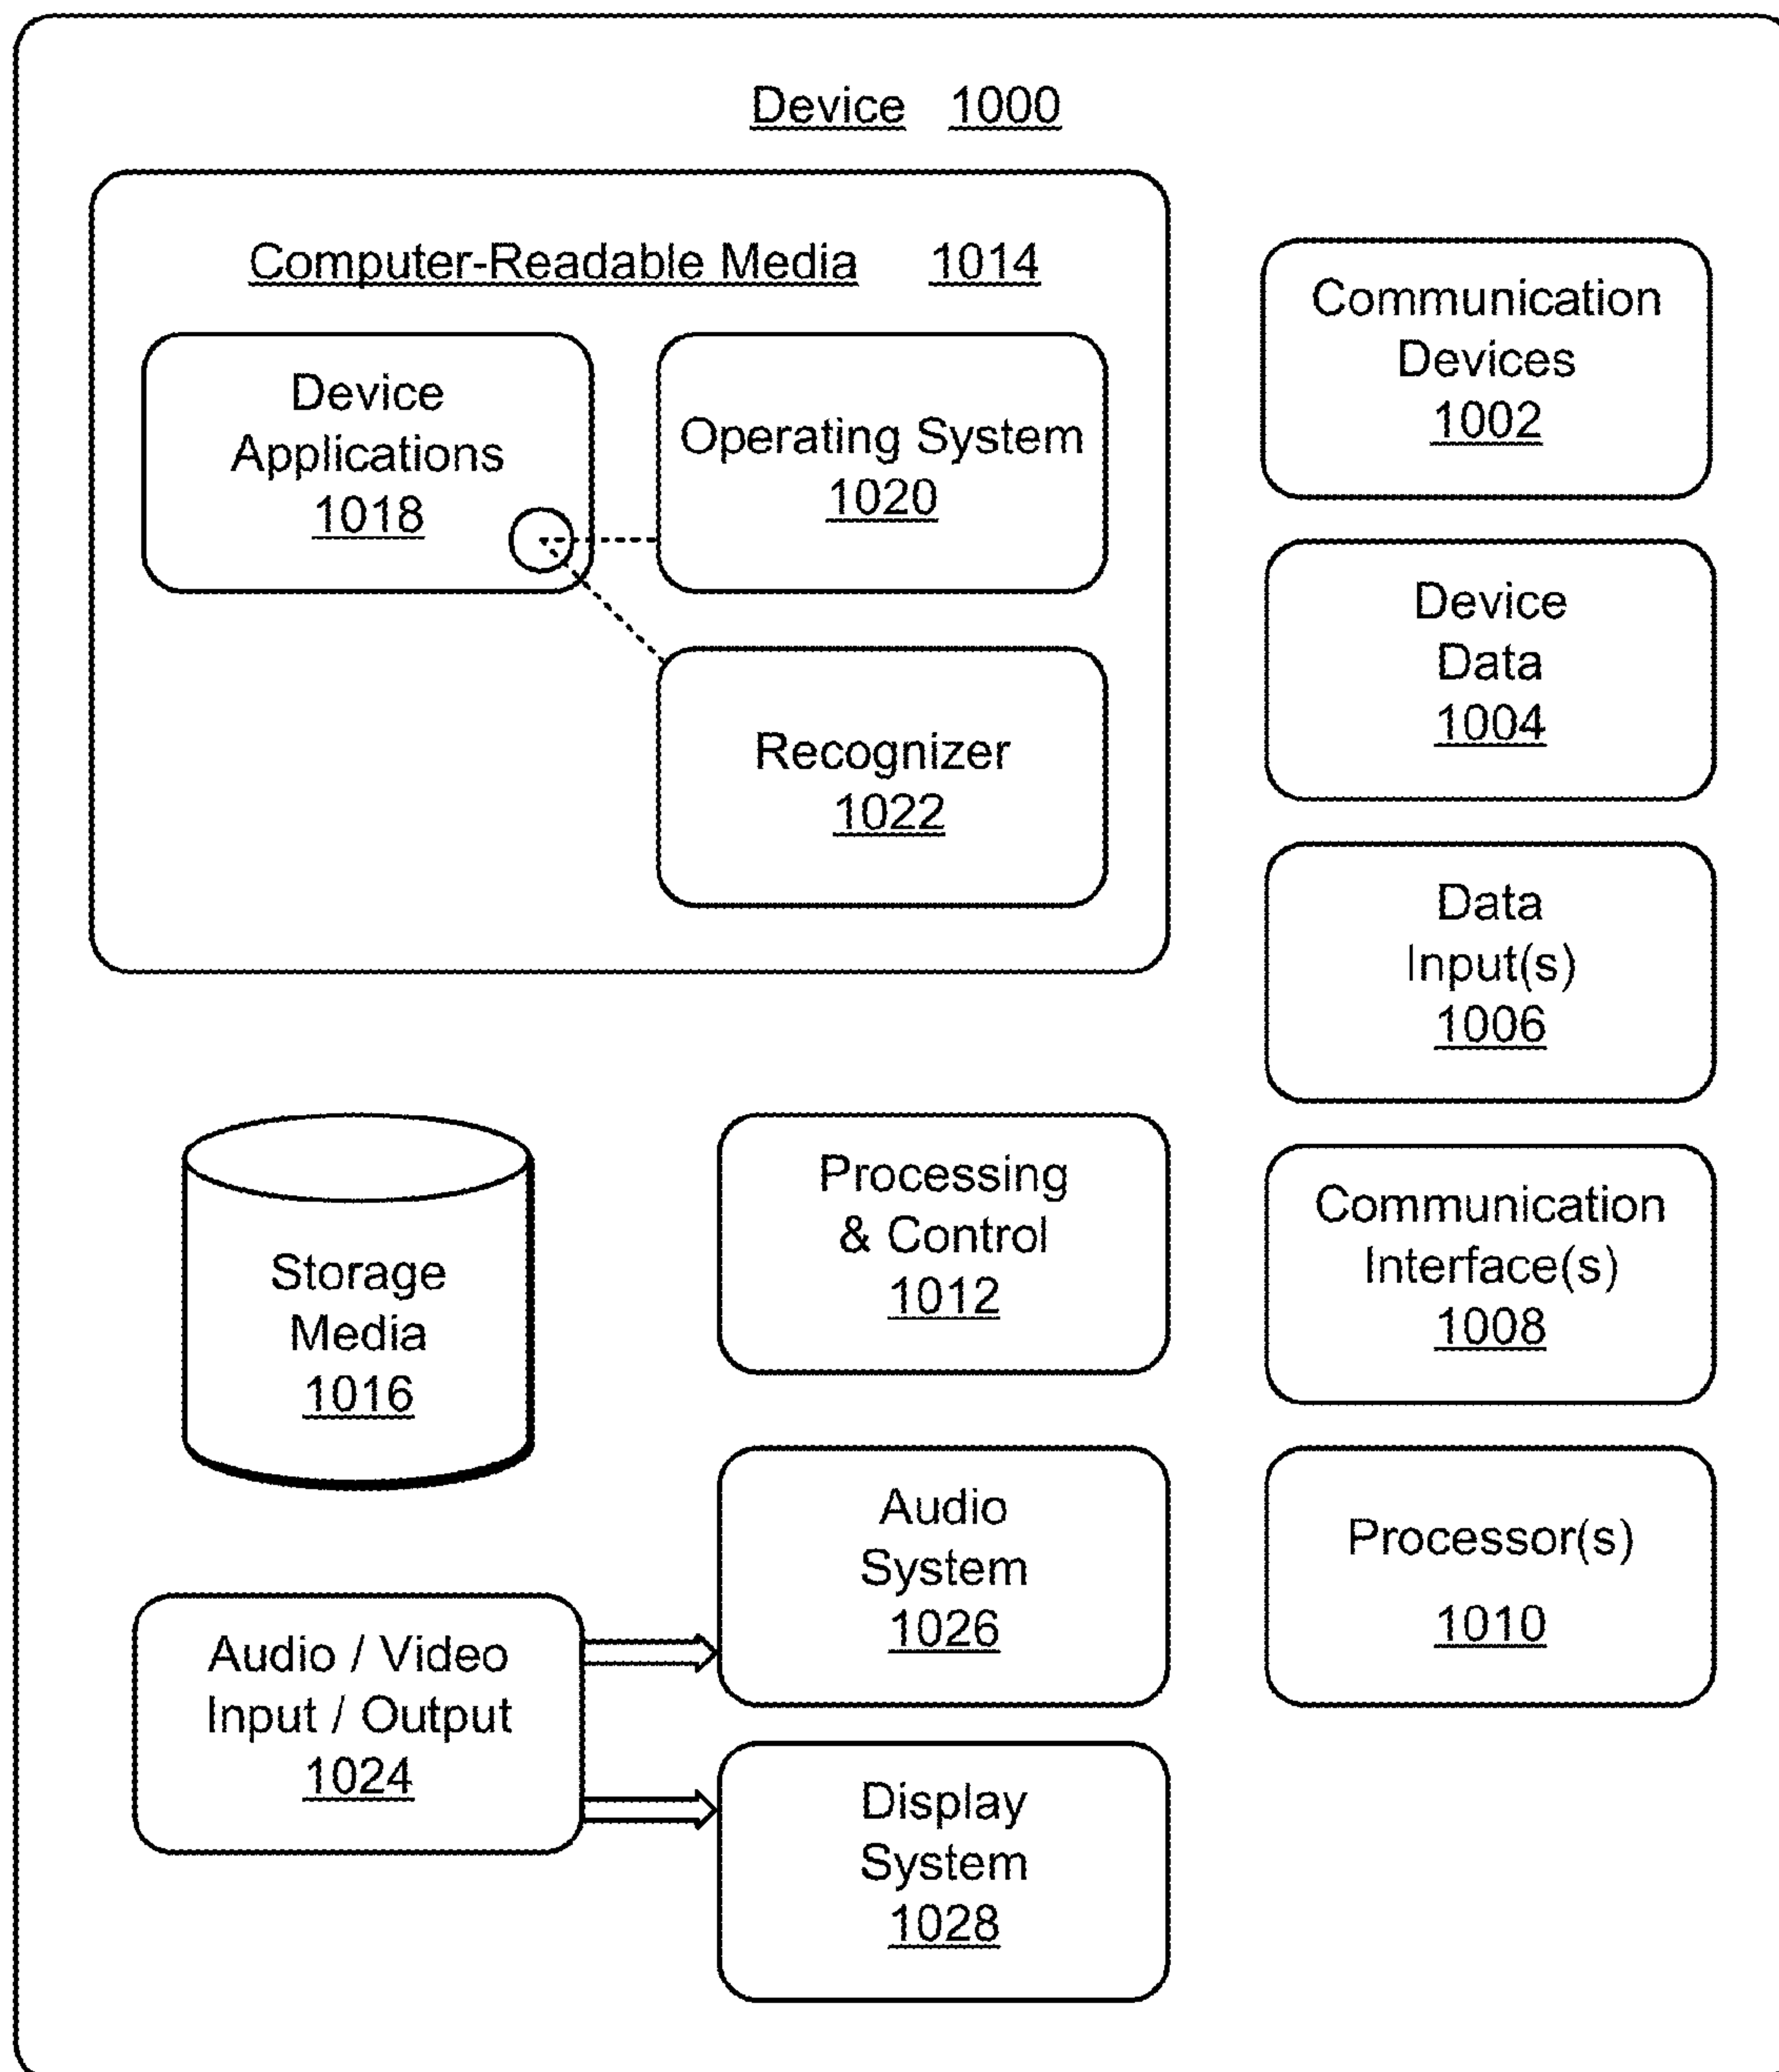 Device 1000
Computer-Readable Media 1014
Device
Applications
1018
Operating System
1020
Recognizer
1022
Communication
Devices
1002
Device
Data
1004
Data
Input(s)
1006
Communication
Interface(s)
1008
Processor(s)
1010
Storage
Media
1016
Processing
& Control
1012
Audio / Video
Input / Output
1024
Audio
System
1026
Display
System
1028